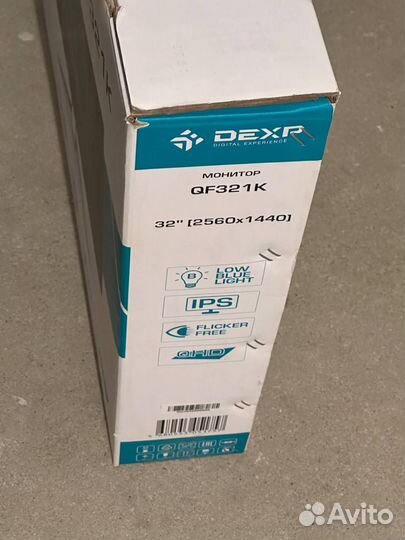 DEXP
DIGITAL EXPERIENCE
МОНИТОР
QF321K
32" [2560x1440]
B
LOW
BLUE
LIGHT
IPS
FLICKER
FREE
QHD
Avito